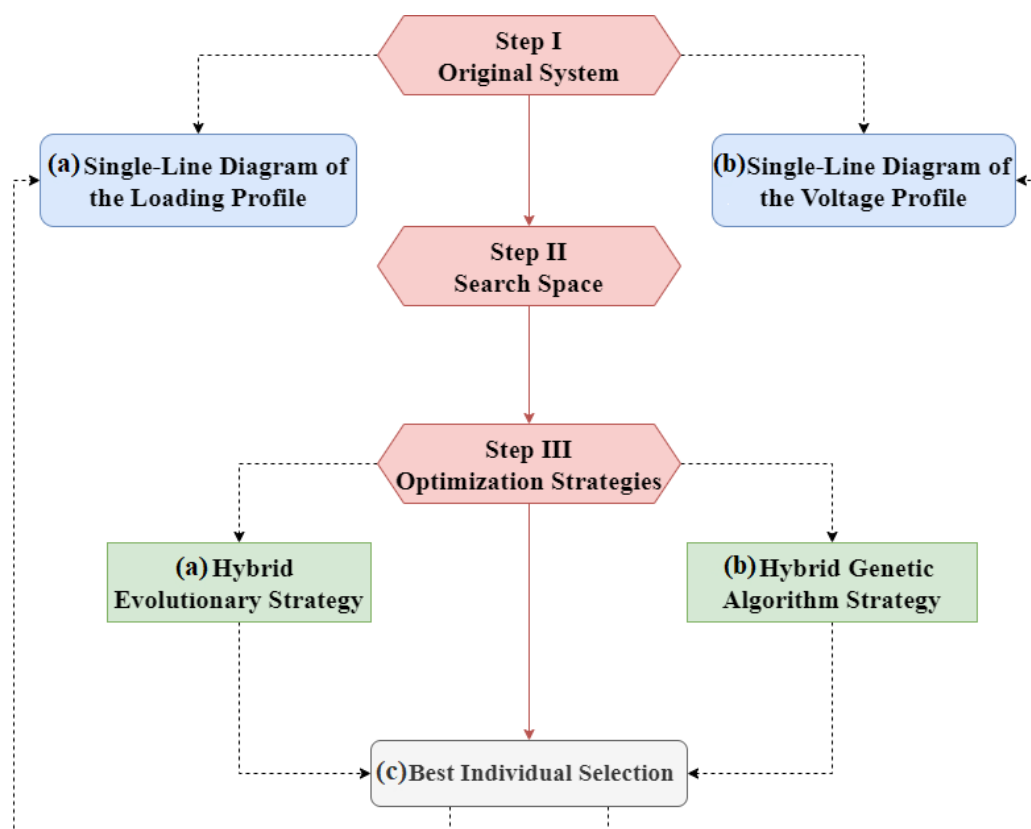 Step I
Original System
(a) Single-Line Diagram of
the Loading Profile
(b) Single-Line Diagram of
the Voltage Profile
Step II
Search Space
Step III
Optimization Strategies
(a) Hybrid
Evolutionary Strategy
(b) Hybrid Genetic
Algorithm Strategy
(c) Best Individual Selection